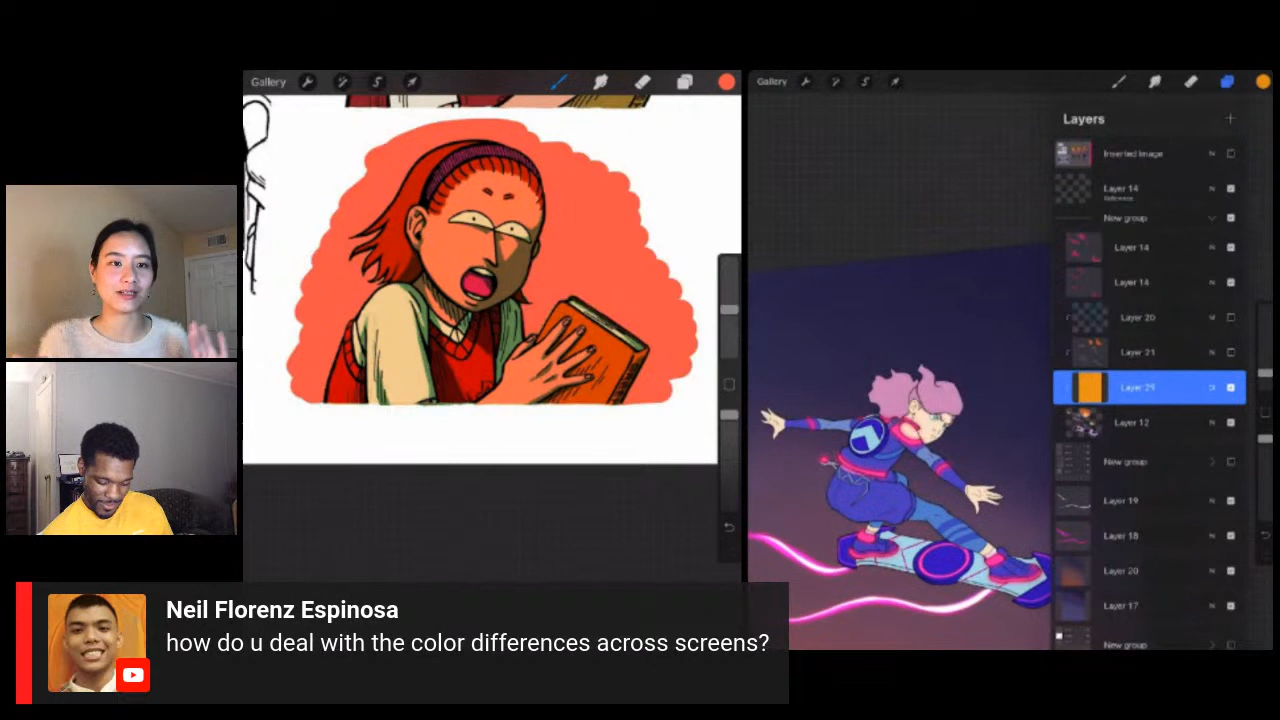 Gallery
Gallery
Layers
Inserted Image N
Layer 14 N
Reference
New group
Layer 14 N
Layer 14 N
Layer 20 M
Layer 21 N
Layer 29
Layer 12 N
New group
Layer 19 N
Layer 18 N
Layer 20 N
Layer 17 N
New group
Neil Florenz Espinosa
how do u deal with the color differences across screens?